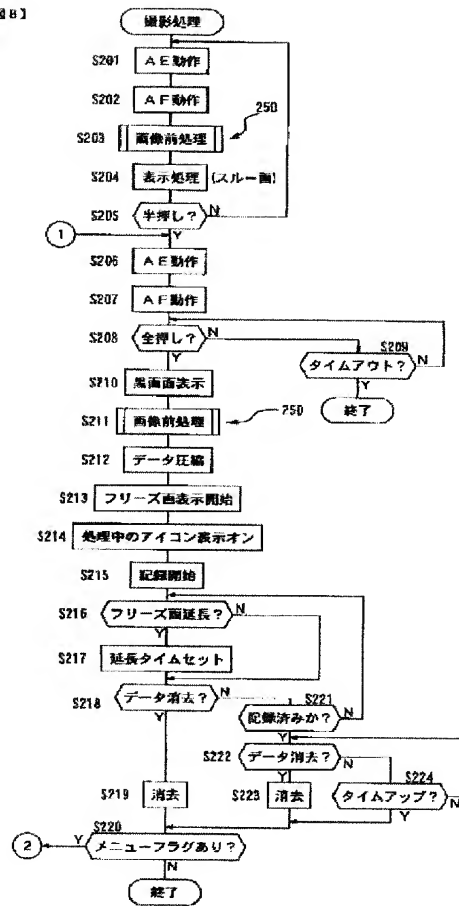 図8】
撮影処理
S201 AE動作
S202 AF動作
250
S203 画像前処理
S204 表示処理 (スルー画)
S205 半押し? N
Y
1
S206 AE動作
S207 AF動作
S208 全押し? N
Y
S209
タイムアウト? N
Y
終了
S210 黒画面表示
S211 画像前処理 250
S212 データ圧縮
S213 フリーズ画表示開始
S214 処理中のアイコン表示オン
S215 記録開始
S216 フリーズ画延長? N
Y
S217 延長タイムセット
S218 データ消去? N
Y
S221
記録済みか? N
Y
S222 データ消去? N
Y
S224
タイムアップ? N
Y
S219 消去
S223 消去
S220
2 Y メニューフラグあり?
N
終了